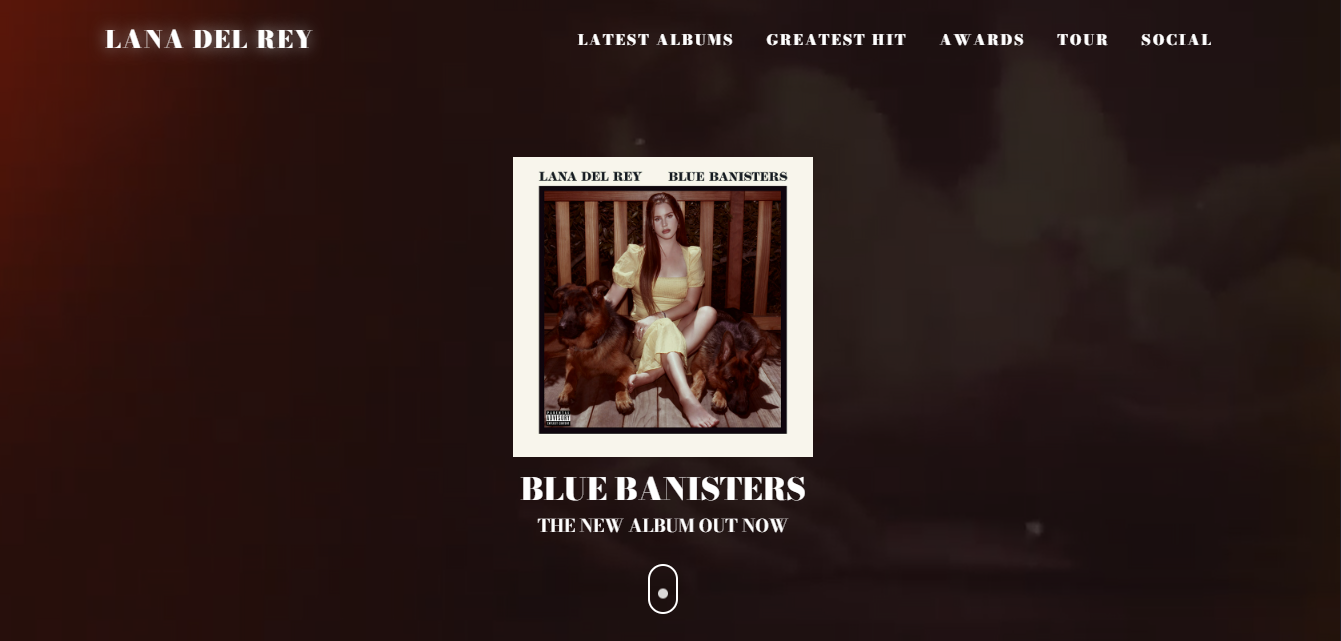 LANA DEL REY
LATEST ALBUMS GREATEST HIT AWARDS TOUR SOCIAL
LANA DEL REY BLUE BANISTERS
PARENTAL
ADVISORY
EXPLICIT CONTENT
BLUE BANISTERS
THE NEW ALBUM OUT NOW